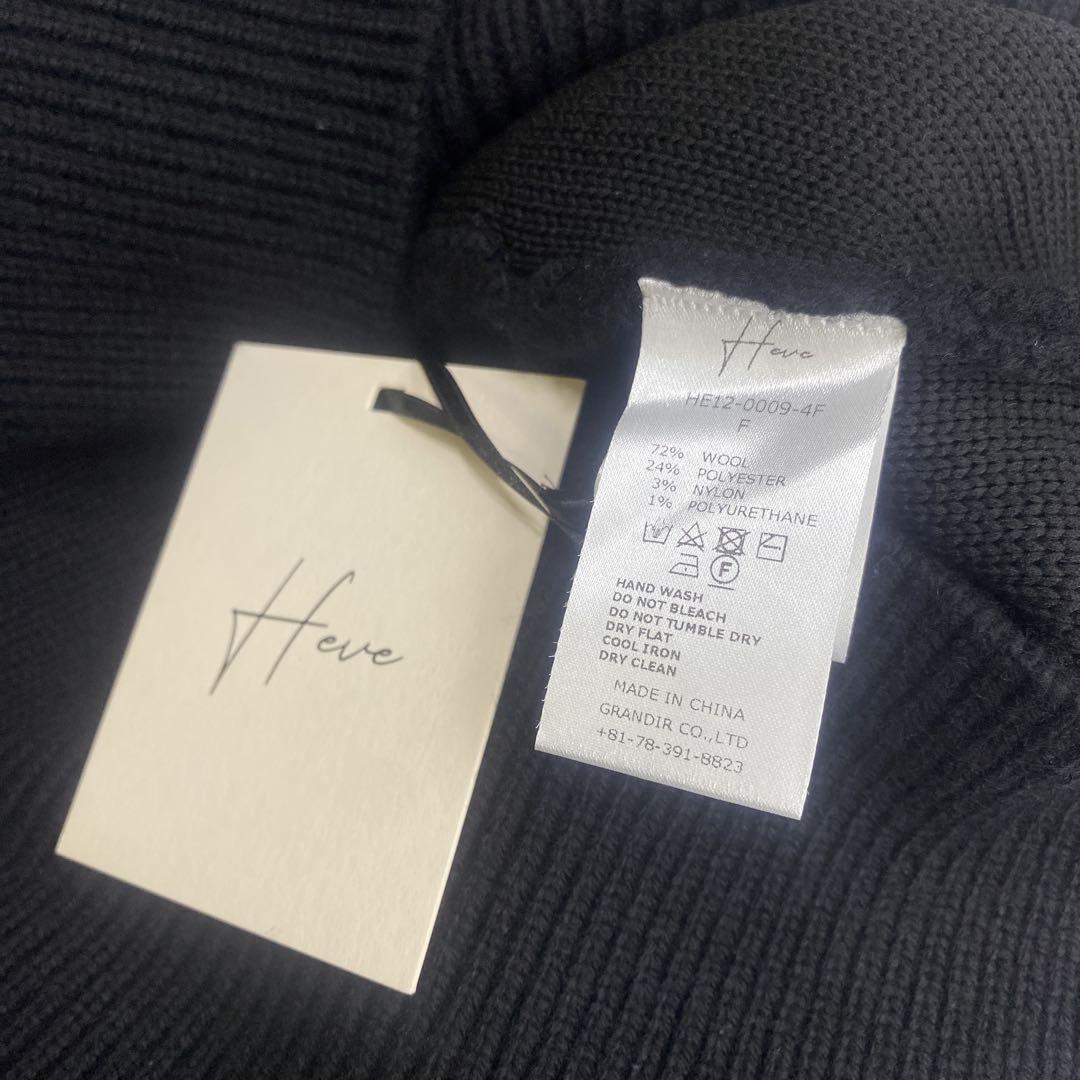 Heve
Heve
HE12-0009-4F
F
72% WOOL
24% POLYESTER
3% NYLON
1% POLYURETHANE
F
HAND WASH
DO NOT BLEACH
DO NOT TUMBLE DRY
DRY FLAT
COOL IRON
DRY CLEAN
MADE IN CHINA
GRANDIR CO.,LTD
+81-78-391-8823